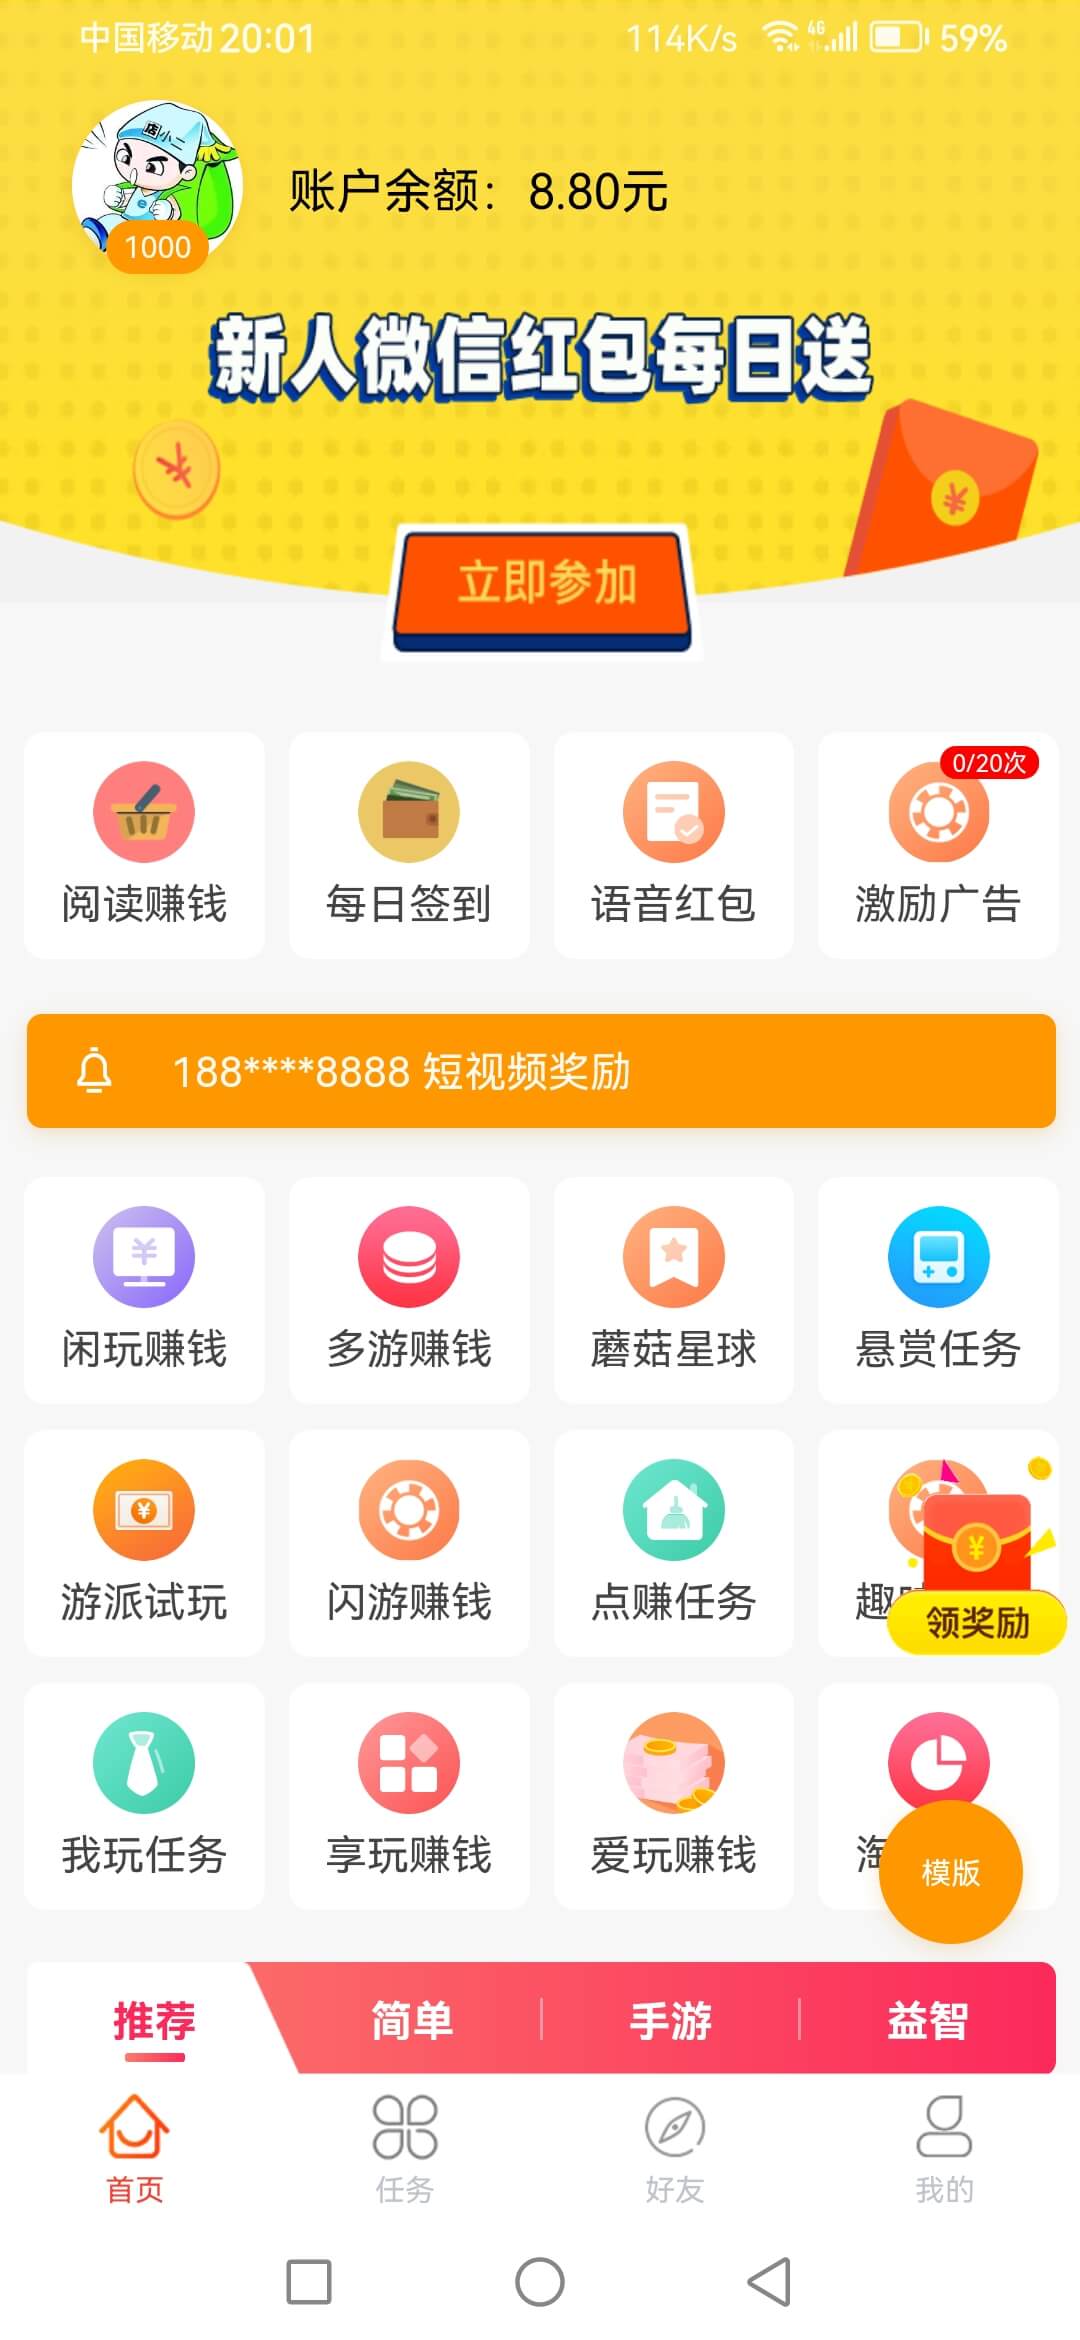 中国移动 20:01
114K/s 4G 59%
店小二
账户余额：8.80元
1000
新人微信红包每日送
立即参加
0/20次
阅读赚钱
每日签到
语音红包
激励广告
188****8888 短视频奖励
闲玩赚钱
多游赚钱
蘑菇星球
悬赏任务
游派试玩
闪游赚钱
点赚任务
趣
领奖励
我玩任务
享玩赚钱
爱玩赚钱
淘
模版
推荐
简单
手游
益智
首页
任务
好友
我的